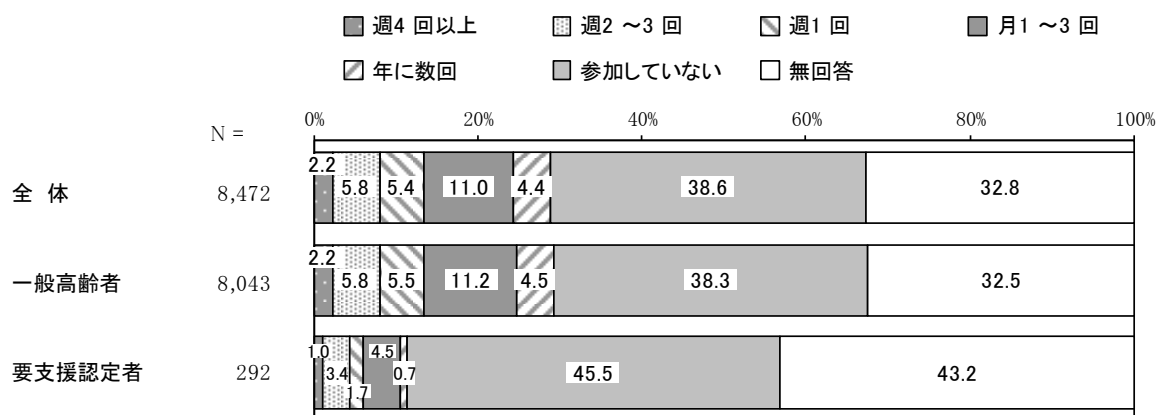 週4 回以上 週2 ～3 回 週1 回 月1 ～3 回
年に数回 参加していない 無回答
N = 0% 20% 40% 60% 80% 100%
全 体 8,472 2.2 5.8 5.4 11.0 4.4 38.6 32.8
一般高齢者 8,043 2.2 5.8 5.5 11.2 4.5 38.3 32.5
要支援認定者 292 1.0 3.4 1.7 4.5 0.7 45.5 43.2